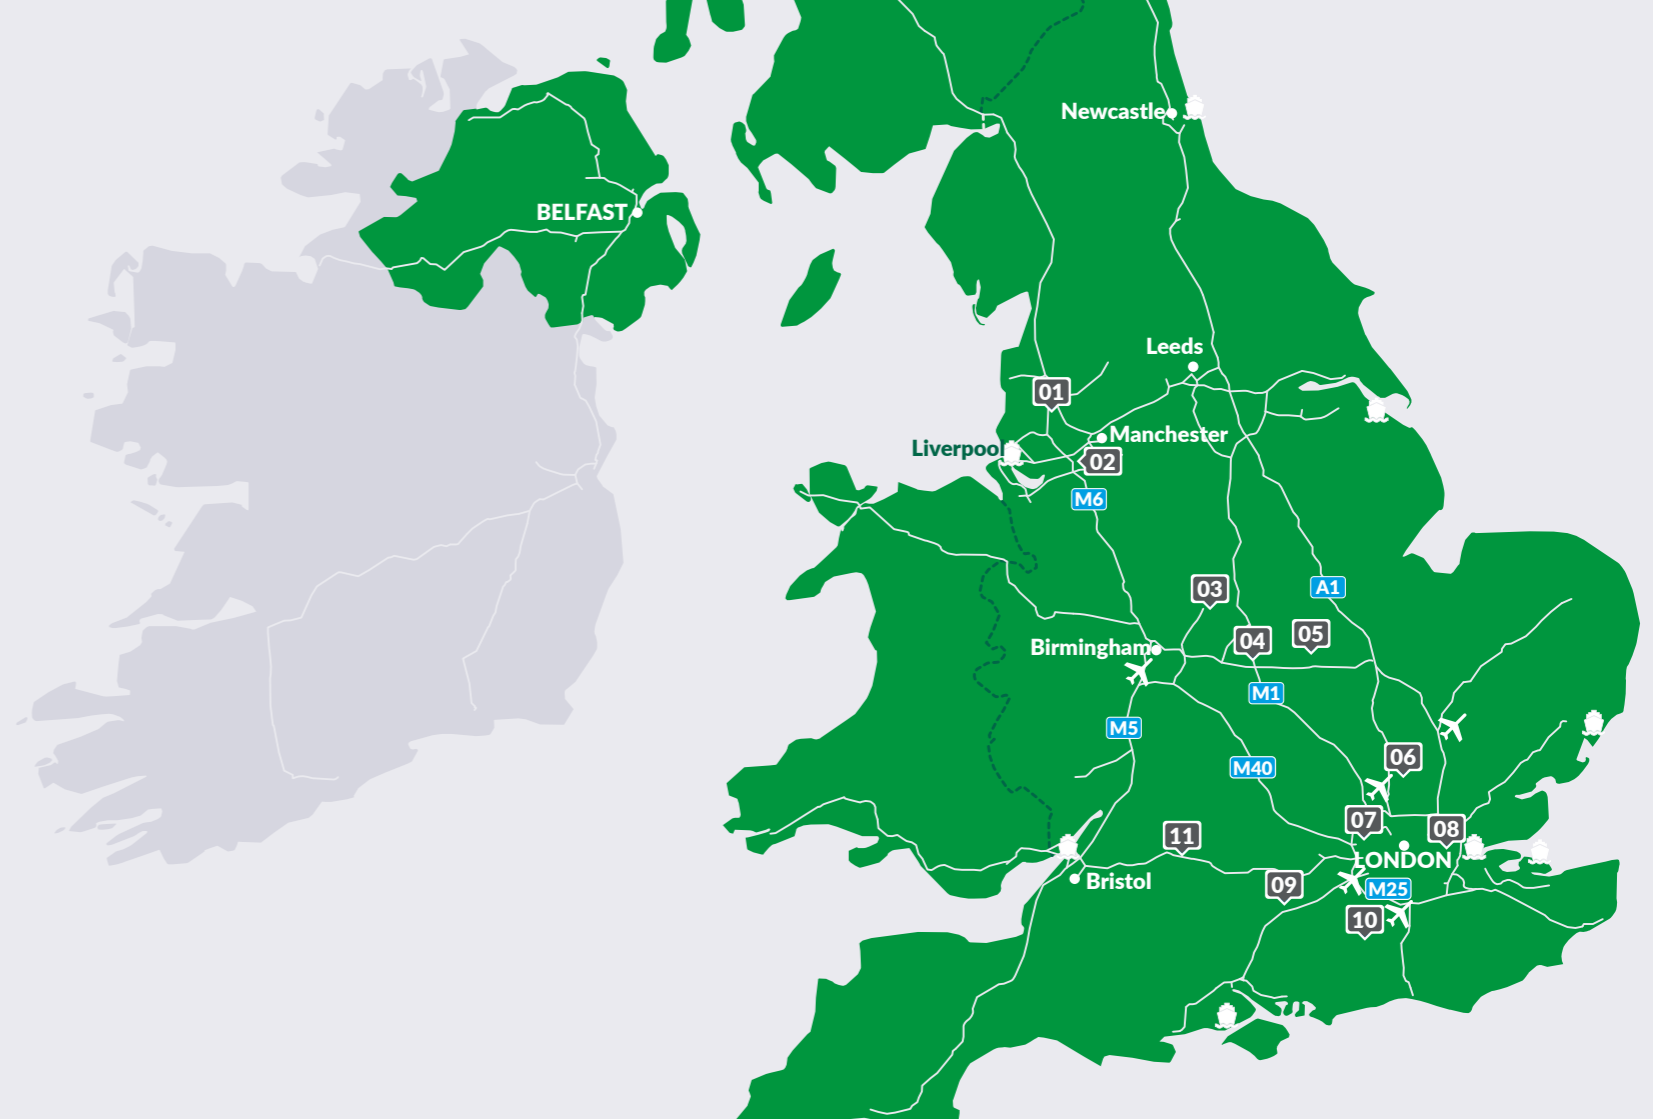 Newcastle
BELFAST
Leeds
01
Manchester
Liverpool
02
M6
03
A1
04
05
Birmingham
M1
M5
06
M40
07
08
11
LONDON
Bristol
09
M25
10